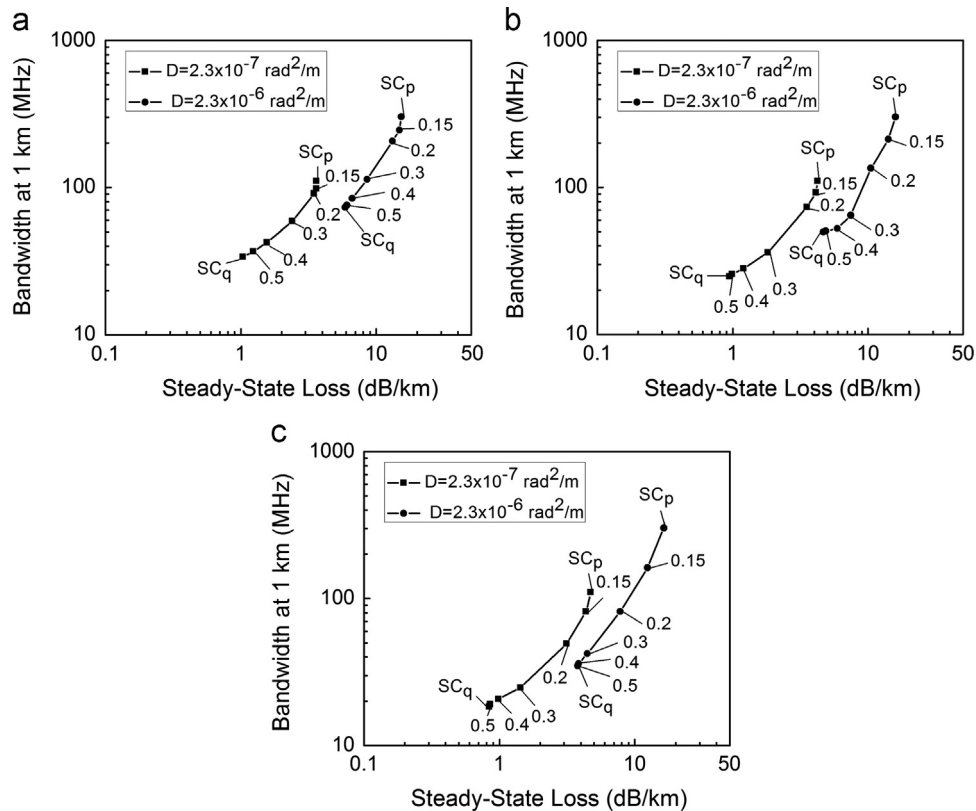 a
Bandwidth at 1 km (MHz)
1000
100
10
D=2.3x10-7 rad2/m
D=2.3x10-6 rad2/m
SCp
0.15
0.2
0.3
0.4
0.5
SCq
SCp
0.15
0.2
0.3
0.4
0.5
SCq
0.1
1
10
50
Steady-State Loss (dB/km)
b
Bandwidth at 1 km (MHz)
1000
100
10
D=2.3x10-7 rad2/m
D=2.3x10-6 rad2/m
SCp
0.15
0.2
0.3
0.4
0.5
SCq
SCp
0.15
0.2
0.3
0.4
0.5
SCq
0.1
1
10
50
Steady-State Loss (dB/km)
c
Bandwidth at 1 km (MHz)
1000
100
10
D=2.3x10-7 rad2/m
D=2.3x10-6 rad2/m
SCp
0.15
0.2
0.3
0.4
0.5
SCq
SCp
0.15
0.2
0.3
0.4
0.5
SCq
0.1
1
10
50
Steady-State Loss (dB/km)